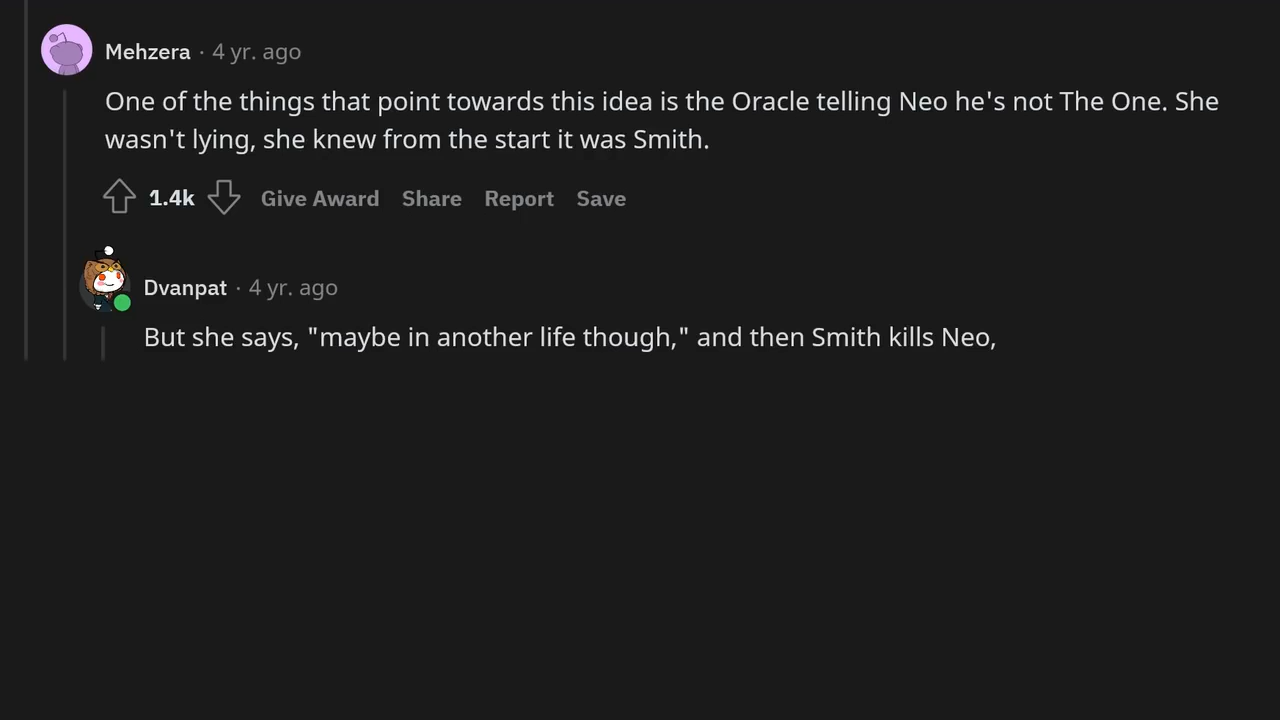 Mehzera · 4 yr. ago
One of the things that point towards this idea is the Oracle telling Neo he's not The One. She
wasn't lying, she knew from the start it was Smith.
1.4k Give Award Share Report Save
Dvanpat · 4 yr. ago
But she says, "maybe in another life though," and then Smith kills Neo,